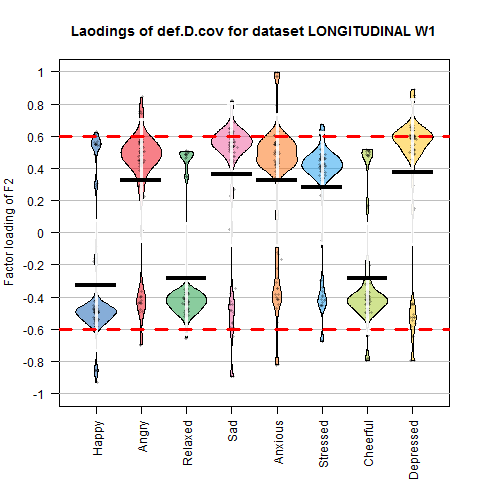 Laodings of def.D.cov for dataset LONGITUDINAL W1
Factor loading of F2
1
0.8
0.6
0.4
0.2
0
-0.2
-0.4
-0.6
-0.8
-1
Happy
Angry
Relaxed
Sad
Anxious
Stressed
Cheerful
Depressed